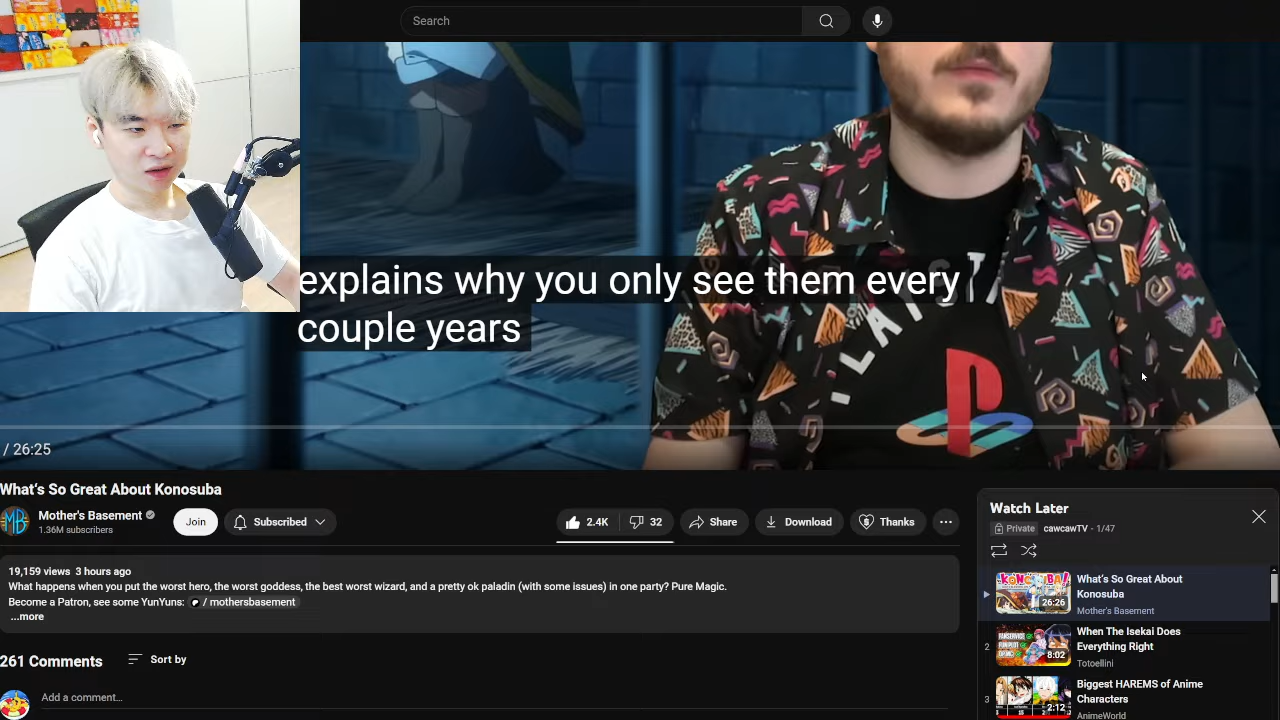 Search
PLAYSTA
explains why you only see them every
couple years
/ 26:25
What's So Great About Konosuba
Mother's Basement
1.36M subscribers
Join
Subscribed
2.4K
32
Share
Download
Thanks
19,159 views 3 hours ago
What happens when you put the worst hero, the worst goddess, the best worst wizard, and a pretty ok paladin (with some issues) in one party? Pure Magic.
Become a Patron, see some YunYuns: / mothersbasement
...more
261 Comments
Sort by
Add a comment...
Watch Later
Private cawcawTV - 1/47
What's So Great About
Konosuba
Mother's Basement
26:26
2
When The Isekai Does
Everything Right
Totoellini
8:02
3
Biggest HAREMS of Anime
Characters
AnimeWorld
2:12